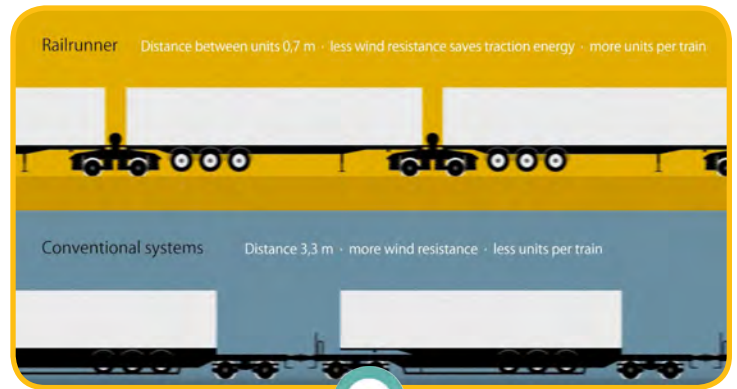 Railrunner Distance between units 0,7 m · less wind resistance saves traction energy · more units per train
Conventional systems Distance 3,3 m · more wind resistance · less units per train